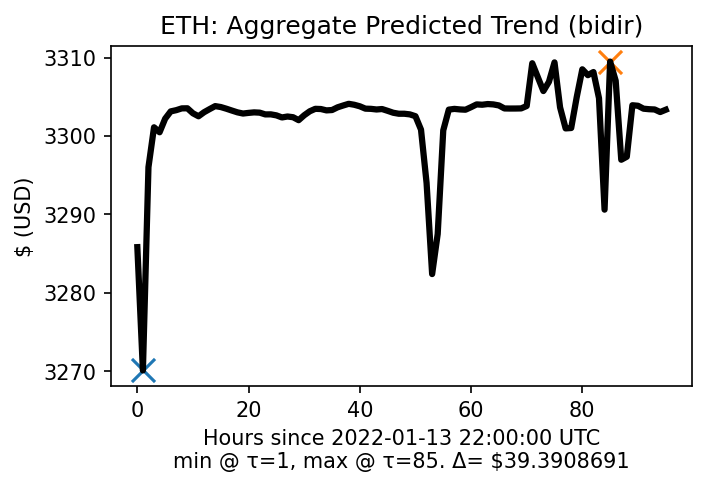 ETH: Aggregate Predicted Trend (bidir)
3310
3300
3290
3280
3270
$ (USD)
0 20 40 60 80
Hours since 2022-01-13 22:00:00 UTC
min @ τ=1, max @ τ=85. Δ= $39.3908691